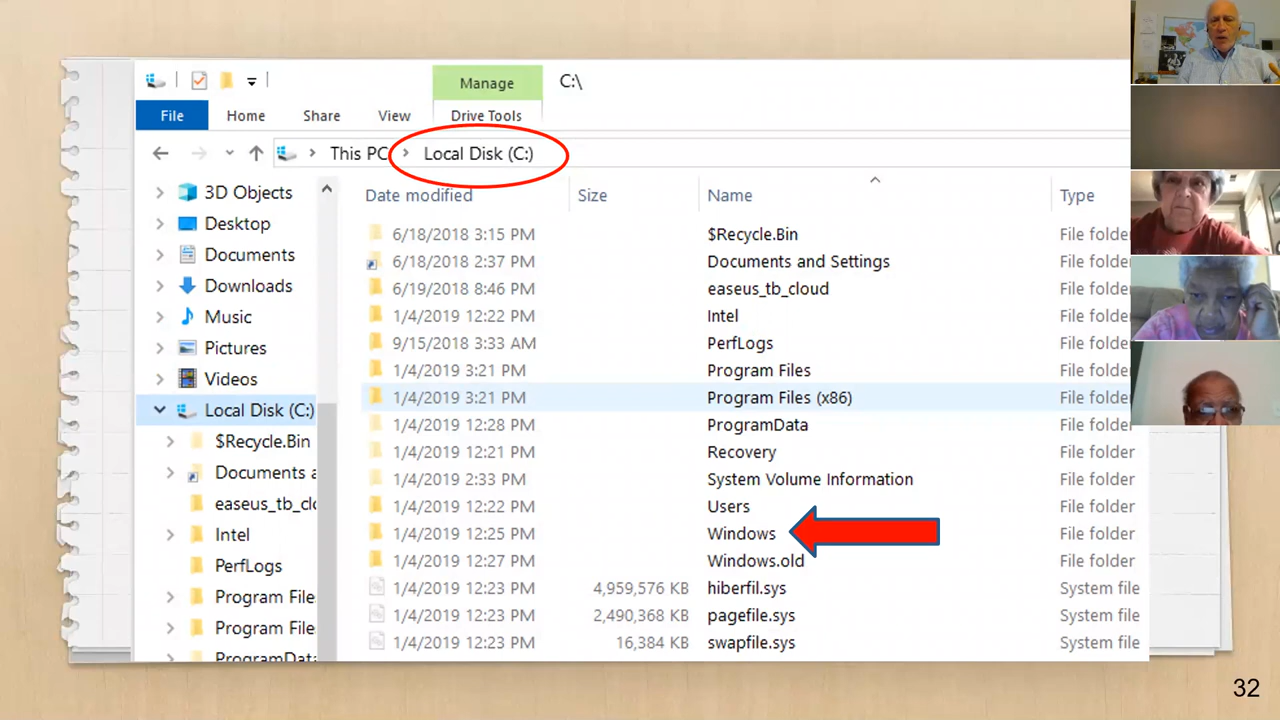 Manage C:\
File Home Share View Drive Tools
This PC Local Disk (C:)
Date modified Size Name Type
3D Objects
Desktop
Documents
Downloads
Music
Pictures
Videos
Local Disk (C:)
$Recycle.Bin
Documents a
easeus_tb_clo
Intel
PerfLogs
Program File
Program File
ProgramData
6/18/2018 3:15 PM $Recycle.Bin File folde
6/18/2018 2:37 PM Documents and Settings File folde
6/19/2018 8:46 PM easeus_tb_cloud File folde
1/4/2019 12:22 PM Intel File folde
9/15/2018 3:33 AM PerfLogs File folde
1/4/2019 3:21 PM Program Files File folde
1/4/2019 3:21 PM Program Files (x86) File folde
1/4/2019 12:28 PM ProgramData File folder
1/4/2019 12:21 PM Recovery File folder
1/4/2019 2:33 PM System Volume Information File folder
1/4/2019 12:22 PM Users File folder
1/4/2019 12:25 PM Windows File folder
1/4/2019 12:27 PM Windows.old File folder
1/4/2019 12:23 PM 4,959,576 KB hiberfil.sys System file
1/4/2019 12:23 PM 2,490,368 KB pagefile.sys System file
1/4/2019 12:23 PM 16,384 KB swapfile.sys System file
32